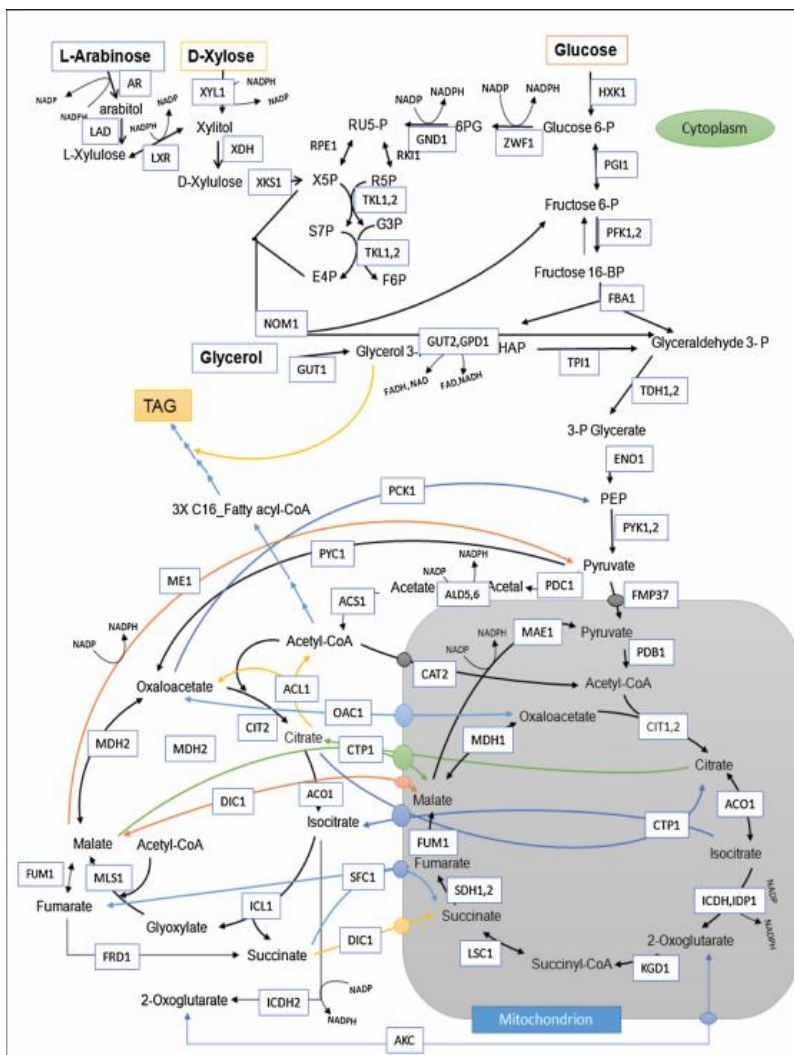 L-Arabinose
D-Xylose
Glucose
AR
NADP
NADPH
arabitol
LAD
NADPH
NADP
L-Xylulose
LXR
XYL1
NADPH
NADP
Xylitol
XDH
D-Xylulose
XKS1
RPE1
RU5-P
RKI1
NADP
NADPH
GND1
6PG
NADP
NADPH
ZWF1
Glucose 6-P
HXK1
Cytoplasm
PGI1
X5P
R5P
TKL1,2
S7P
G3P
TKL1,2
E4P
F6P
Fructose 6-P
PFK1,2
Fructose 16-BP
FBA1
NOM1
Glycerol
GUT1
Glycerol 3-
GUT2,GPD1
HAP
FADH, NAD
FAD,NADH
TPI1
Glyceraldehyde 3- P
TDH1,2
TAG
3-P Glycerate
ENO1
PCK1
PEP
3X C16_Fatty acyl-CoA
PYK1,2
PYC1
ME1
Pyruvate
NADPH
NADP
ACS1
Acetate
ALD5,6
Acetal
PDC1
FMP37
NADP
NADPH
Acetyl-CoA
NADP
NADPH
MAE1
Pyruvate
PDB1
CAT2
Acetyl-CoA
Oxaloacetate
ACL1
OAC1
Oxaloacetate
CIT1,2
CIT2
Citrate
MDH2
MDH2
CTP1
MDH1
Citrate
DIC1
ACO1
Malate
ACO1
Isocitrate
CTP1
Malate
Acetyl-CoA
FUM1
Isocitrate
FUM1
MLS1
Fumarate
Fumarate
SFC1
SDH1,2
ICDH,IDP1
NADP
NADPH
Glyoxylate
ICL1
Succinate
FRD1
Succinate
DIC1
LSC1
Succinyl-CoA
KGD1
2-Oxoglutarate
2-Oxoglutarate
ICDH2
NADP
NADPH
Mitochondrion
AKC